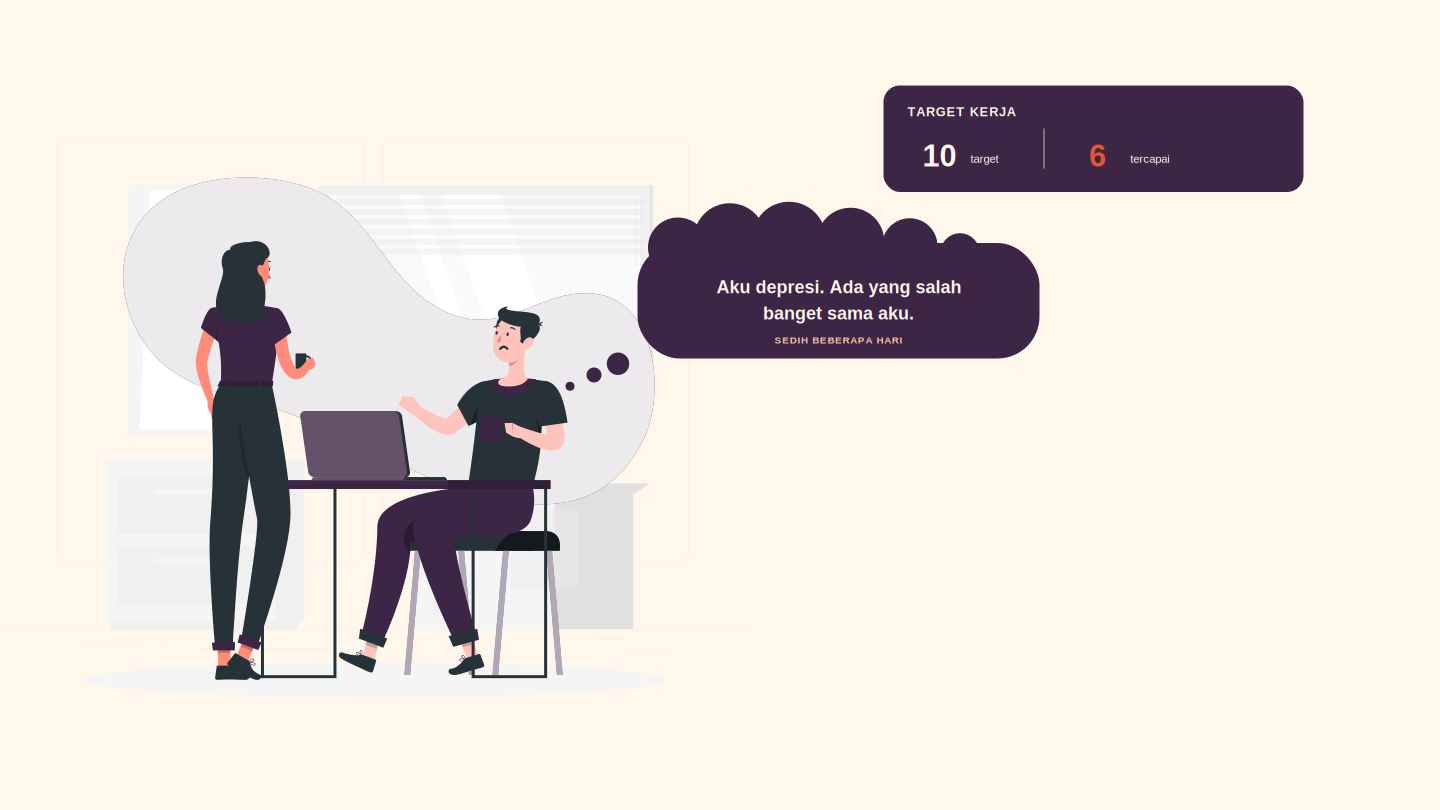 TARGET KERJA
10 target 6 tercapai
Aku depresi. Ada yang salah
banget sama aku.
SEDIH BEBERAPA HARI